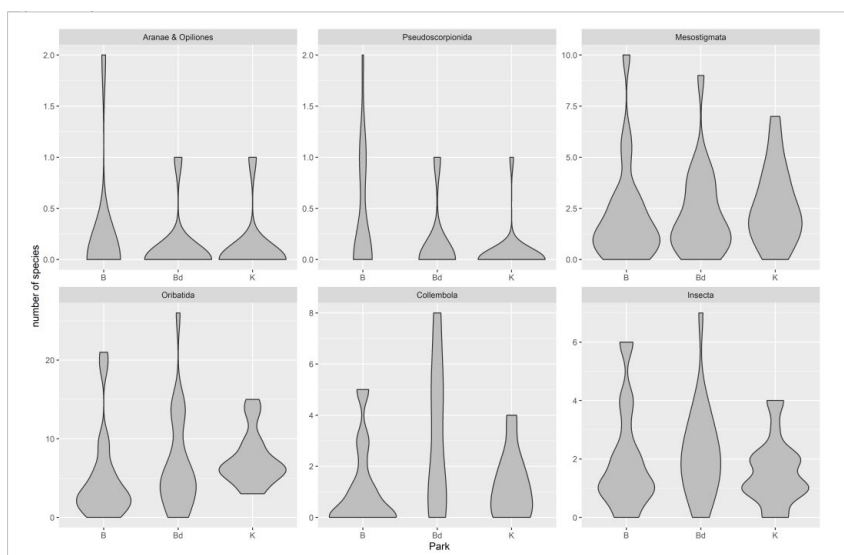 Aranae & Opiliones
Pseudoscorpionida
Mesostigmata
2.0
1.5
1.0
0.5
0.0
B Bd K
2.0
1.5
1.0
0.5
0.0
B Bd K
10.0
7.5
5.0
2.5
0.0
B Bd K
number of species
Oribatida
Collembola
Insecta
20
10
0
B Bd K
8
6
4
2
0
B Bd K
6
4
2
0
B Bd K
Park